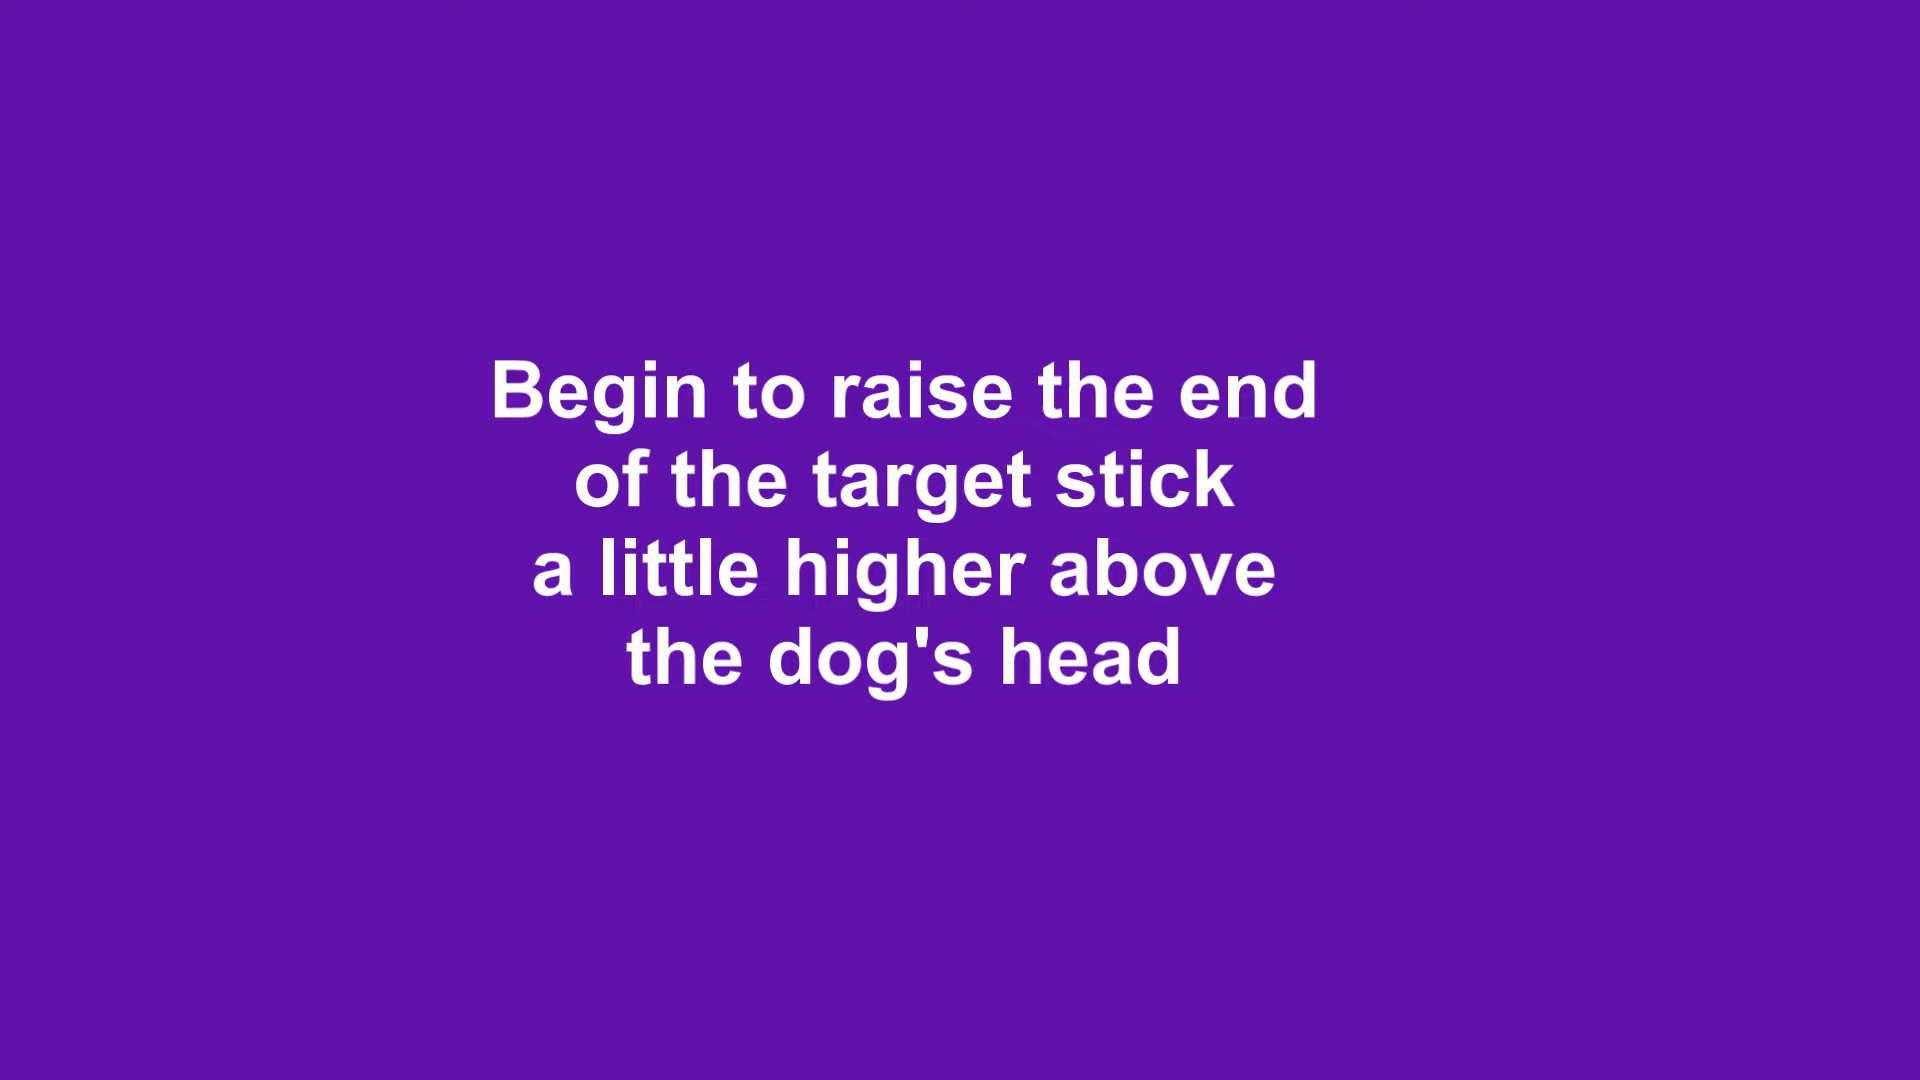 Begin to raise the end
of the target stick
a little higher above
the dog's head